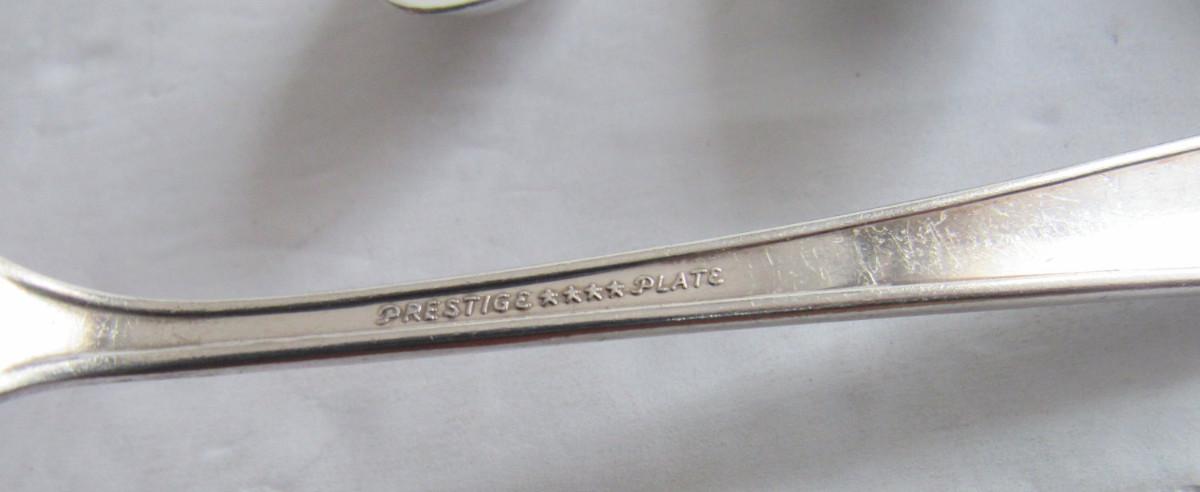 PRESTIGE ★★★★ PLATE